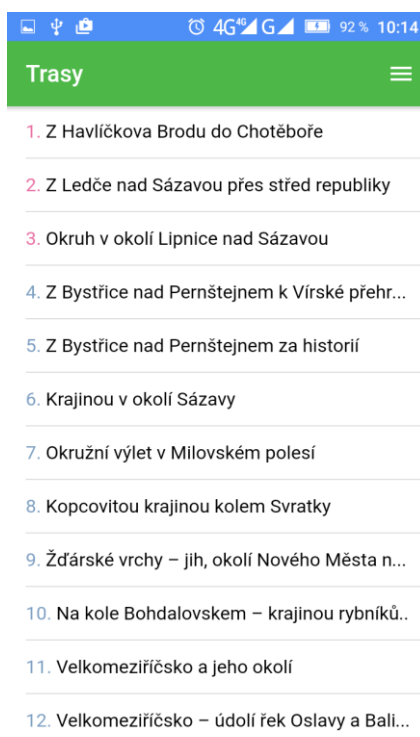 4G 4G G 92 % 10:14
Trasy
1. Z Havlíčkova Brodu do Chotěboře
2. Z Ledče nad Sázavou přes střed republiky
3. Okruh v okolí Lipnice nad Sázavou
4. Z Bystřice nad Pernštejnem k Vírské přehr...
5. Z Bystřice nad Pernštejnem za historií
6. Krajinou v okolí Sázavy
7. Okružní výlet v Milovském polesí
8. Kopcovitou krajinou kolem Svratky
9. Žďárské vrchy – jih, okolí Nového Města n...
10. Na kole Bohdalovskem – krajinou rybníků..
11. Velkomeziříčsko a jeho okolí
12. Velkomeziříčsko – údolí řek Oslavy a Bali...